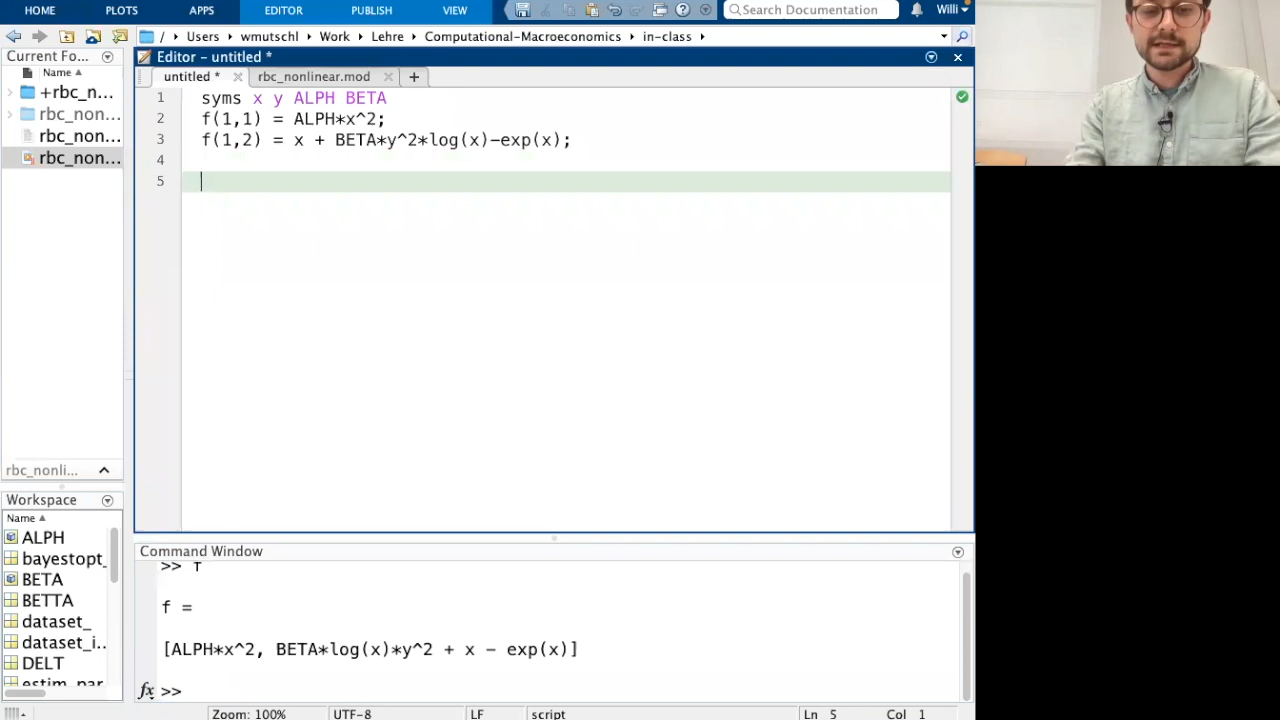 HOME PLOTS APPS EDITOR PUBLISH VIEW Search Documentation Willi
/ Users wmutschl Work Lehre Computational-Macroeconomics in-class
Current Fo...
Editor - untitled *
Name
untitled * rbc_nonlinear.mod
+rbc_n...
rbc_non...
rbc_non...
rbc_non...
1 syms x y ALPH BETA
2 f(1,1) = ALPH*x^2;
3 f(1,2) = x + BETA*y^2*log(x)-exp(x);
4
5
rbc_nonli...
Workspace
Name
ALPH
bayestopt_
BETA
BETTA
dataset_
dataset_i...
DELT
estim_par
Command Window
>> f
f =
[ALPH*x^2, BETA*log(x)*y^2 + x - exp(x)]
fx >>
Zoom: 100% UTF-8 LF script Ln 5 Col 1